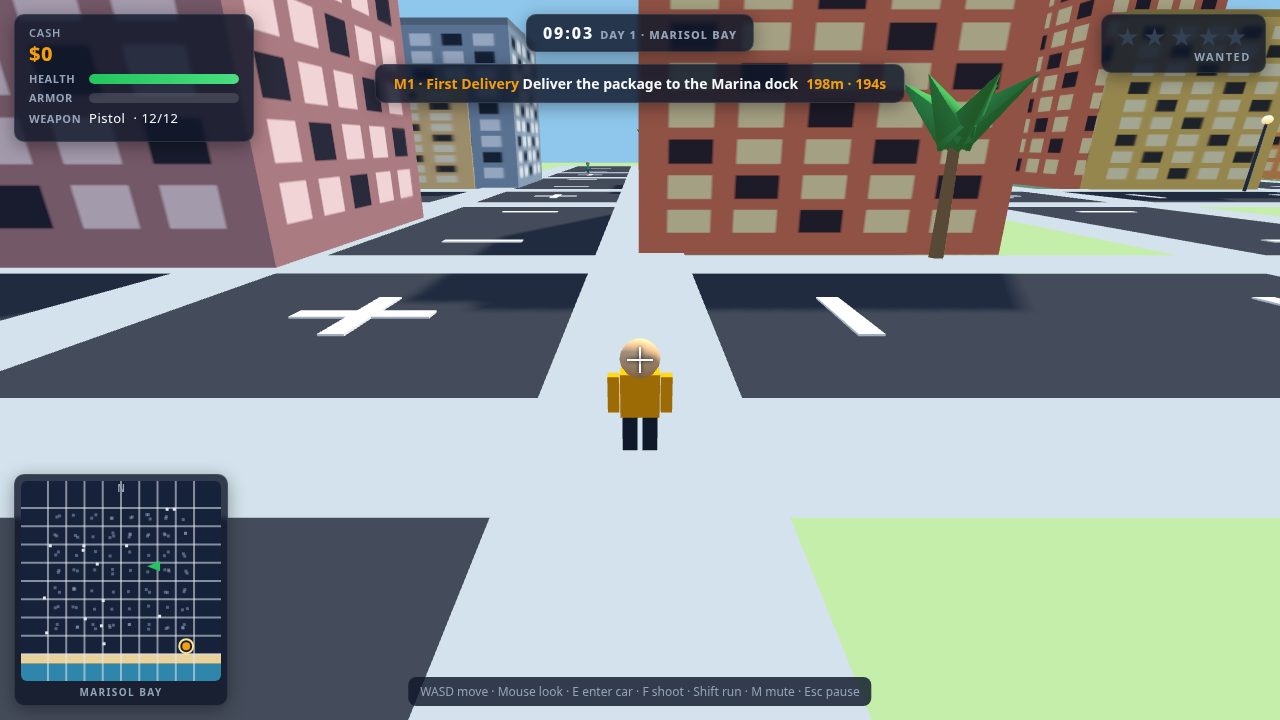 CASH
$0
HEALTH
ARMOR
WEAPON Pistol · 12/12
09:03 DAY 1 · MARISOL BAY
M1 · First Delivery Deliver the package to the Marina dock 198m · 194s
★★★★★
WANTED
N
MARISOL BAY
WASD move · Mouse look · E enter car · F shoot · Shift run · M mute · Esc pause